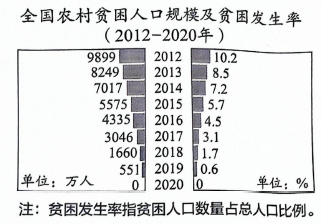 全国农村贫困人口规模及贫困发生率
(2012-2020年)
9899 2012 10.2
8249 2013 8.5
7017 2014 7.2
5575 2015 5.7
4335 2016 4.5
3046 2017 3.1
1660 2018 1.7
551 2019 0.6
单位：万人 0 2020 0 单位：%
注：贫困发生率指贫困人口数量占总人口比例。